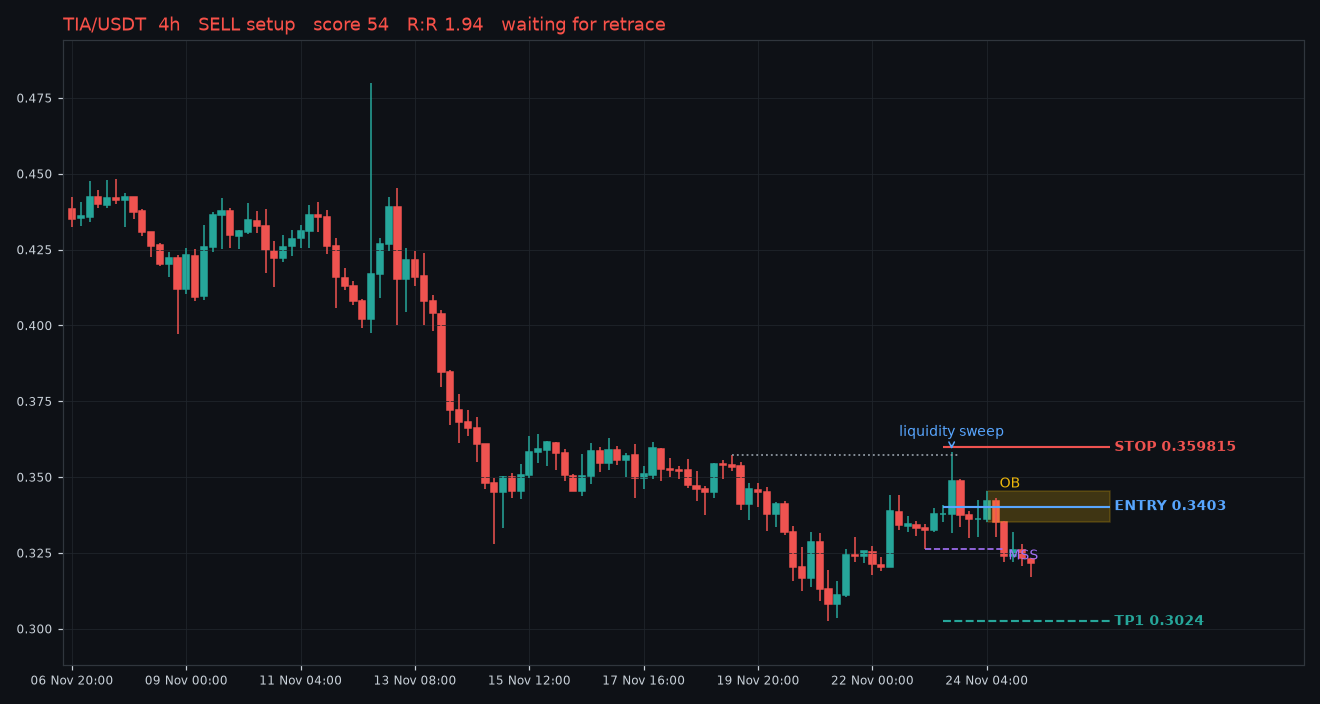 TIA/USDT 4h SELL setup score 54 R:R 1.94 waiting for retrace
0.475
0.450
0.425
0.400
0.375
0.350
0.325
0.300
liquidity sweep
STOP 0.359815
OB
ENTRY 0.3403
MSS
TP1 0.3024
06 Nov 20:00
09 Nov 00:00
11 Nov 04:00
13 Nov 08:00
15 Nov 12:00
17 Nov 16:00
19 Nov 20:00
22 Nov 00:00
24 Nov 04:00